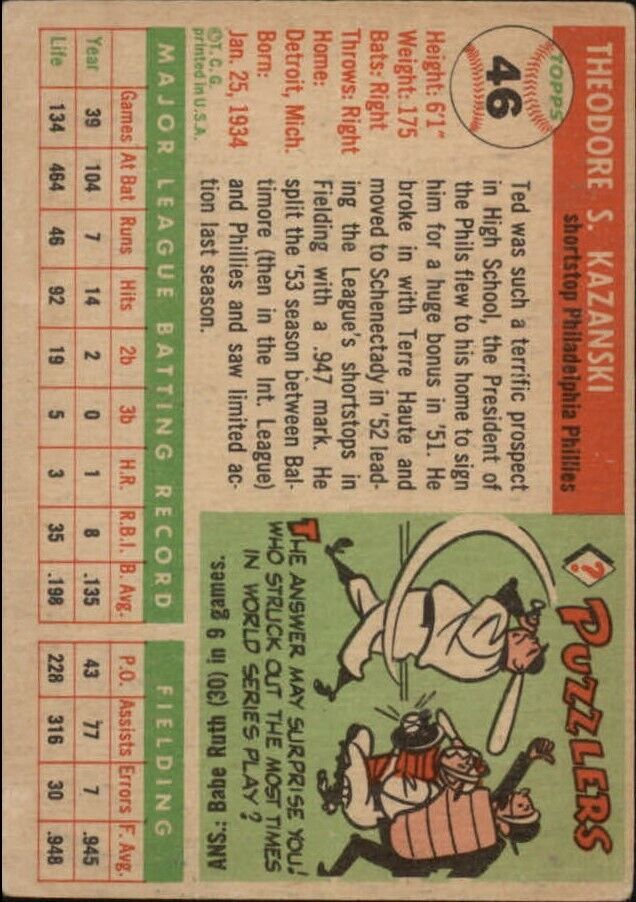 THEODORE S. KAZANSKI
shortstop Philadelphia Phillies
TOPPS
46
Height: 6'1"
Weight: 175
Bats: Right
Throws: Right
Home:
Detroit, Mich.
Born:
Jan. 25, 1934
©T. C. G.
printed in U.S.A.
Ted was such a terrific prospect
in High School, the President of
the Phils flew to his home to sign
him for a huge bonus in '51. He
broke in with Terre Haute and
moved to Schenectady in '52 lead-
ing the League's shortstops in
Fielding with a .947 mark. He
split the '53 season between Bal-
timore (then in the Int. League)
and Phillies and saw limited ac-
tion last season.
?
PUZZLERS
THE ANSWER MAY SURPRISE YOU!
WHO STRUCK OUT THE MOST TIMES
IN WORLD SERIES PLAY?
ANS.: Babe Ruth (30) in 9 games.
MAJOR LEAGUE BATTING RECORD
FIELDING
Games At Bat Runs Hits 2b 3b H.R. R.B.I. B. Avg. P.O. Assists Errors F. Avg.
Year 39 104 7 14 2 0 1 8 .135 43 77 7 .945
Life 134 464 46 92 19 5 3 35 .198 228 316 30 .948